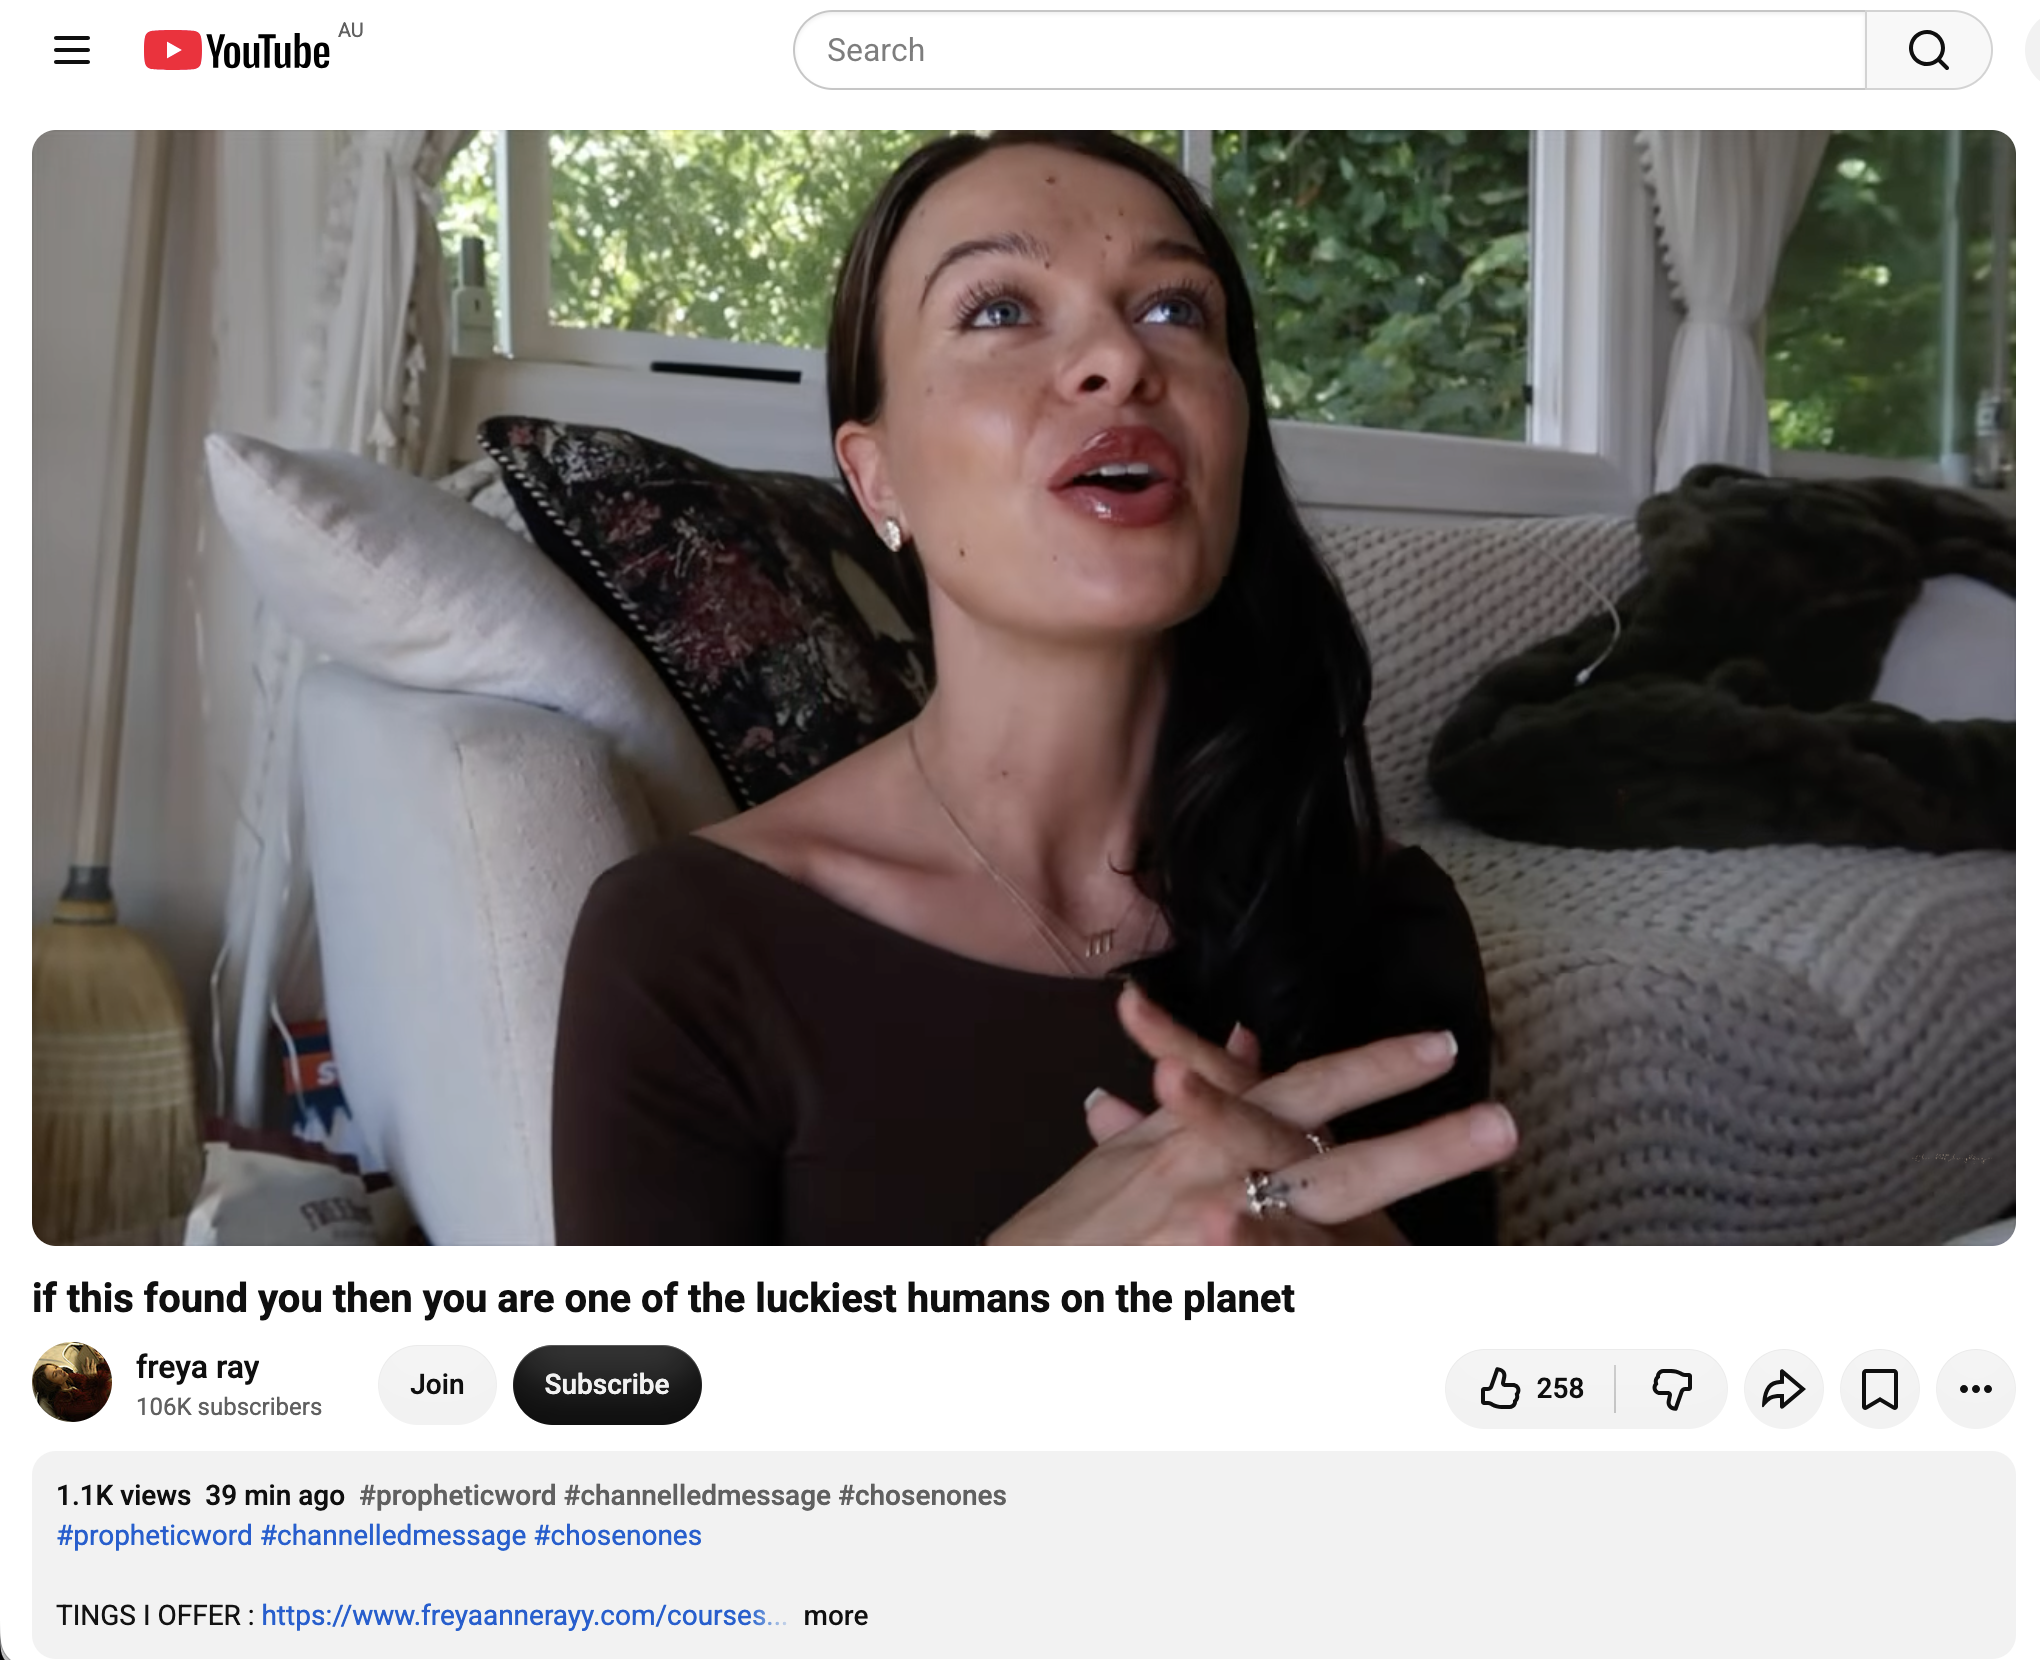 YouTube AU
Search
S
FREE
if this found you then you are one of the luckiest humans on the planet
freya ray
106K subscribers
Join
Subscribe
258
1.1K views 39 min ago #propheticword #channelledmessage #chosenones
#propheticword #channelledmessage #chosenones
TINGS I OFFER : https://www.freyaannerayy.com/courses... more